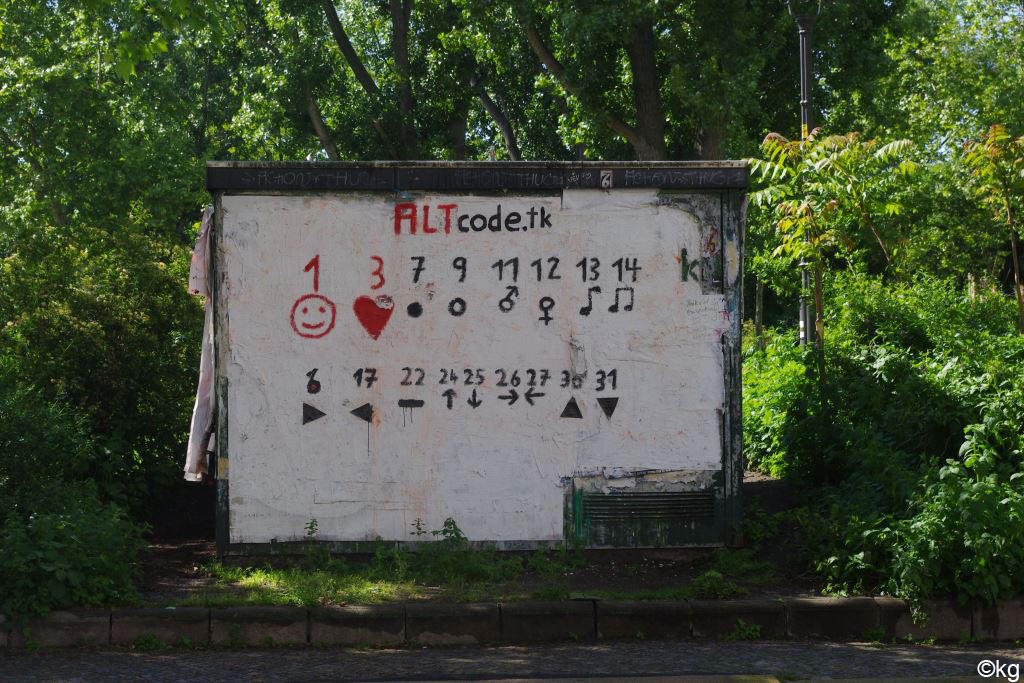 ALTcode.tk
1 3 7 9 11 12 13 14
☺ ♥ • ○ ♂ ♀ ♪ ♫
17 22 24 25 26 27 30 31
► ◄ ▬ ↑ ↓ → ← ▲ ▼
©kg